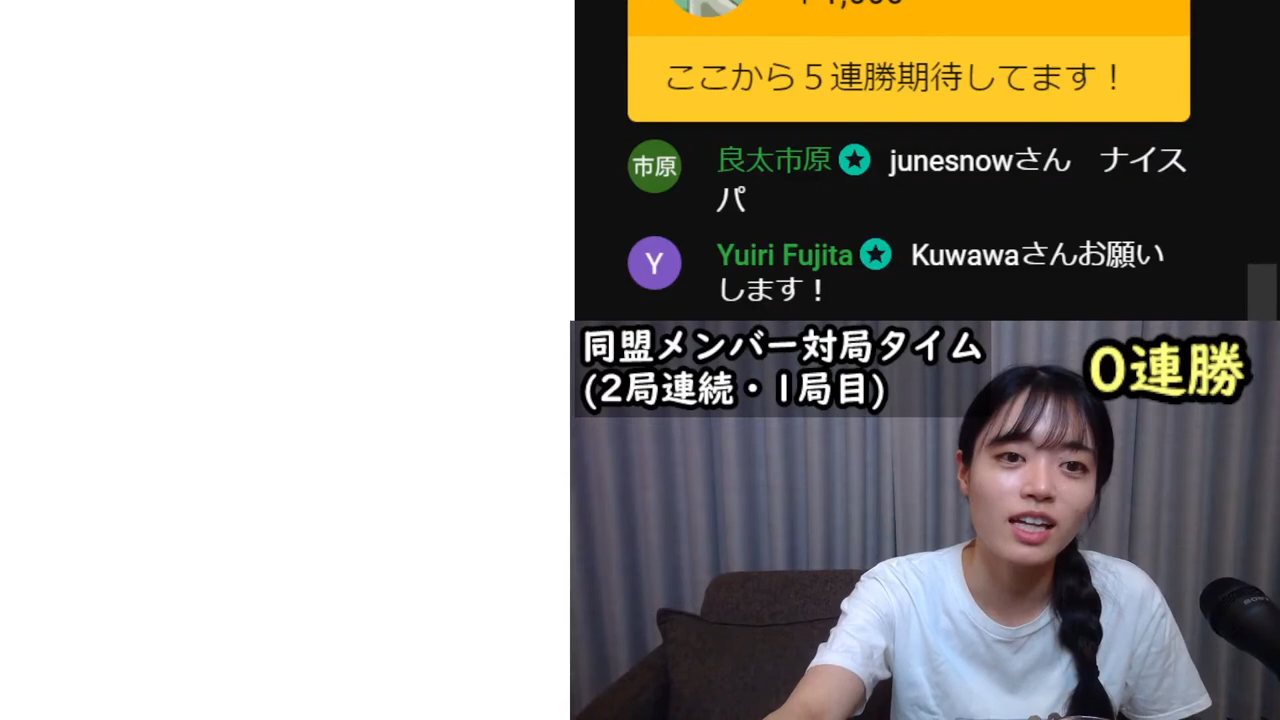 ここから５連勝期待してます！
市原 良太市原 junesnowさん　ナイス
パ
Y Yuiri Fujita Kuwawaさんお願い
します！
同盟メンバー対局タイム
(2局連続・1局目)
0連勝